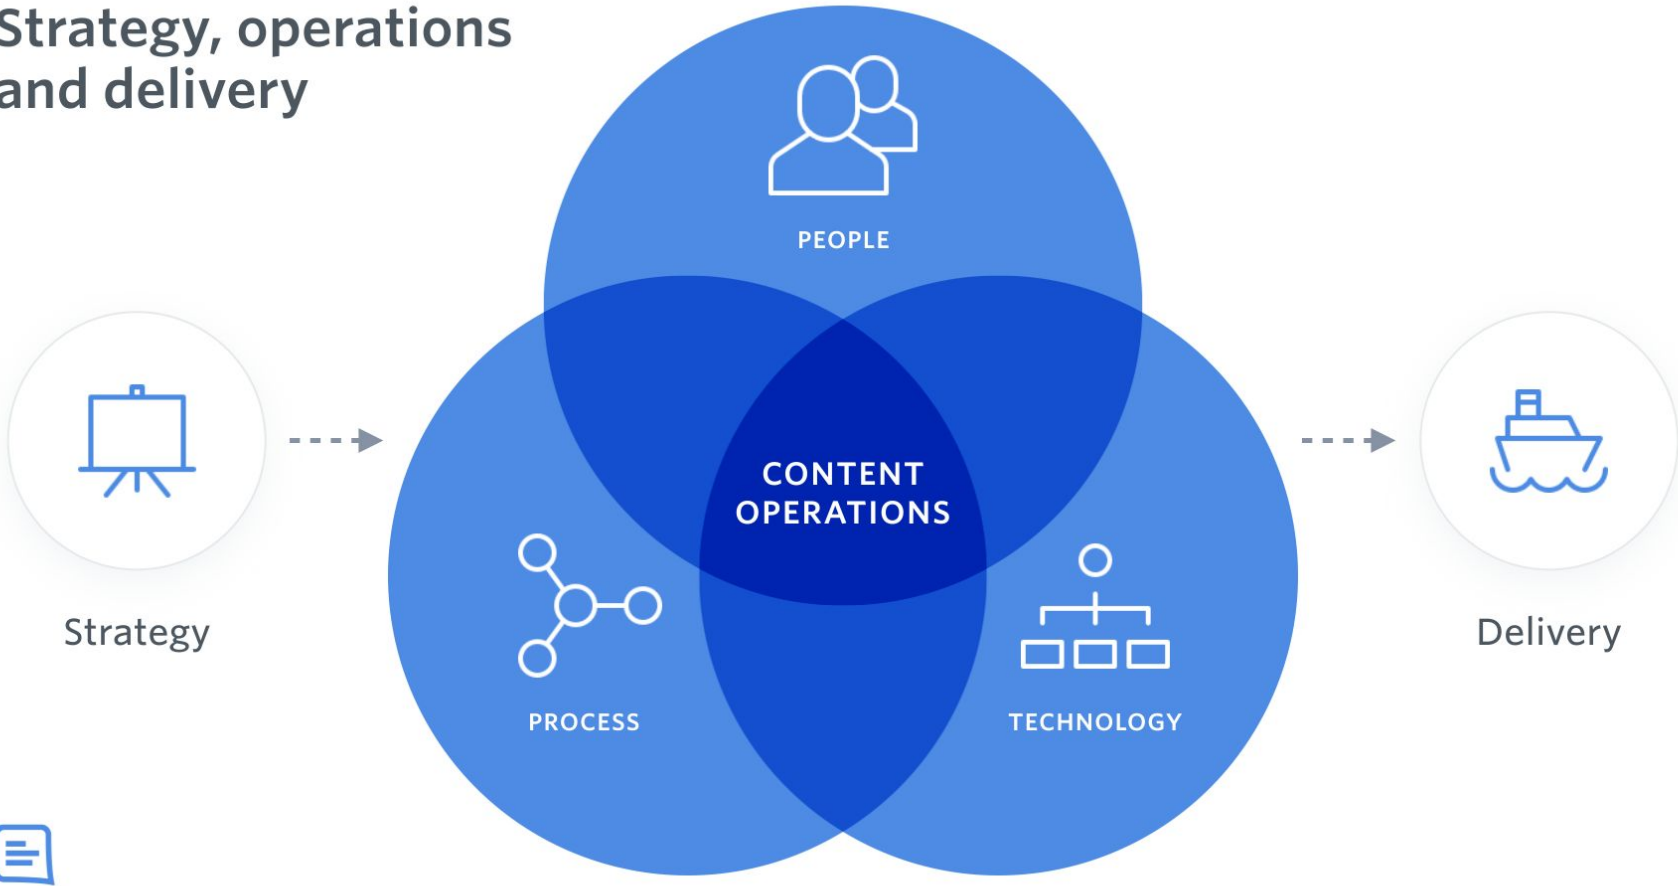 Strategy, operations
and delivery
PEOPLE
CONTENT
OPERATIONS
Strategy
Delivery
PROCESS
TECHNOLOGY